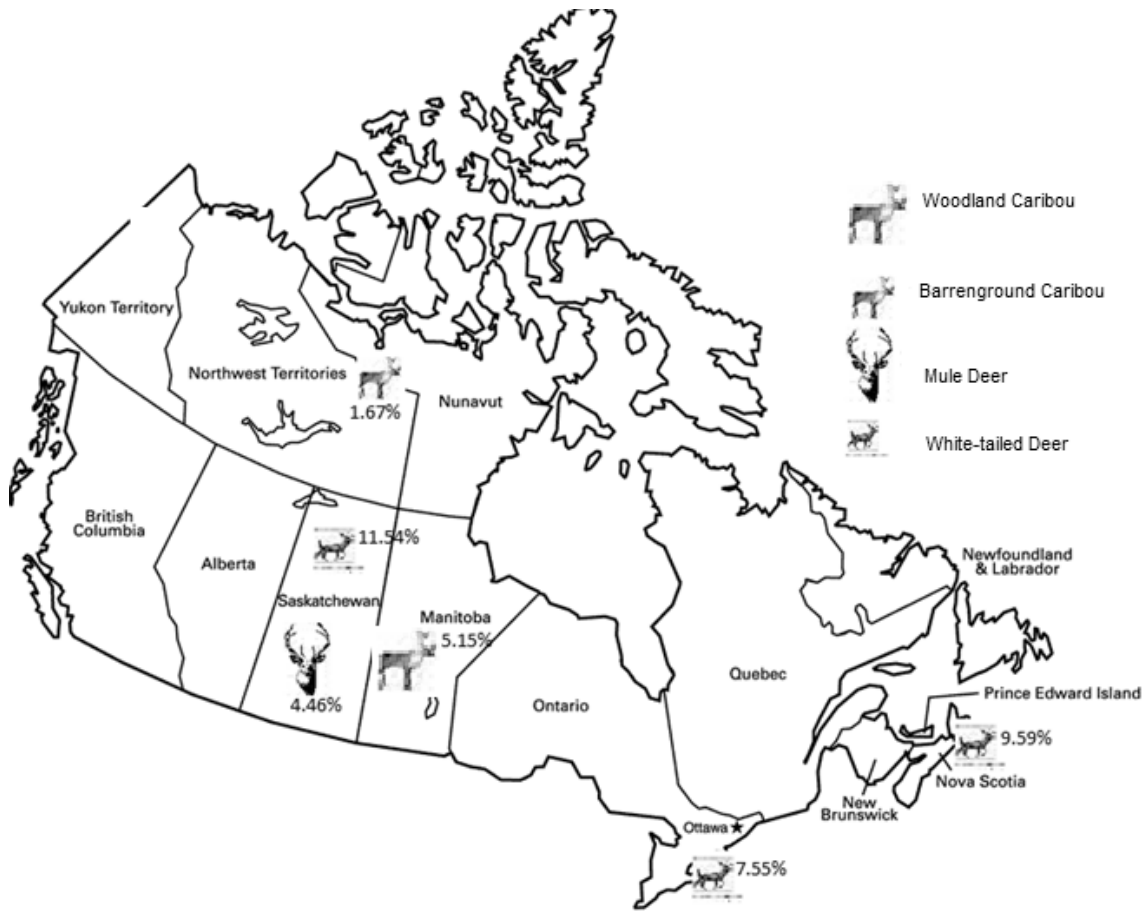 Woodland Caribou
Barrenground Caribou
Mule Deer
White-tailed Deer
Yukon Territory
Northwest Territories
1.67%
Nunavut
British
Columbia
Alberta
11.54%
Saskatchewan
4.46%
Manitoba
5.15%
Ontario
Quebec
Newfoundland
& Labrador
Prince Edward Island
9.59%
Nova Scotia
New
Brunswick
Ottawa
7.55%